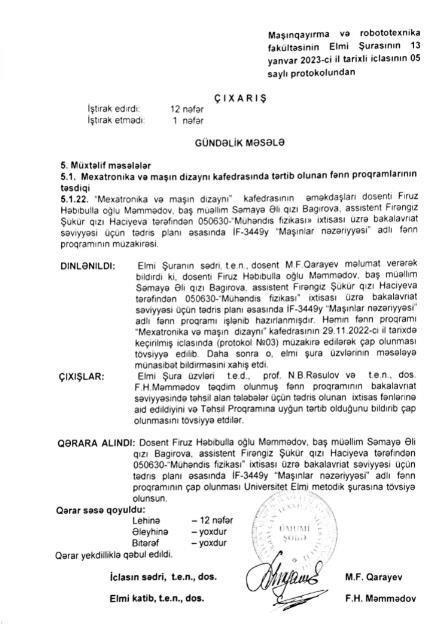 Maşınqayırma və robototexnika
fakültəsinin Elmi Şurasının 13
yanvar 2023-ci il tarixli iclasının 05
saylı protokolundan
ÇIXARIŞ
İştirak edirdi: 12 nəfər
İştirak etmədi: 1 nəfər
GÜNDƏLİK MƏSƏLƏ
5. Müxtəlif məsələlər
5.1. Mexatronika və maşın dizaynı kafedrasında tərtib olunan fənn proqramlarının
təsdiqi
5.1.22. "Mexatronika və maşın dizaynı" kafedrasının əməkdaşları dosenti Firuz
Həbibulla oğlu Məmmədov, baş müəllim Səmayə Əli qızı Bagırova, assistent Firəngiz
Şükür qızı Haciyeva tərəfindən 050630-"Mühəndis fizikası» ixtisası üzrə bakalavriat
səviyyəsi üçün tədris planı əsasında İF-3449y "Maşınlar nəzəriyyəsi" adlı fənn
proqramının müzakirəsi.
DİNLƏNİLDİ: Elmi Şuranın sədri, t.e.n., dosent M.F.Qarayev məlumat verərək
bildirdi ki, dosenti Firuz Həbibulla oğlu Məmmədov, baş müəllim
Səmayə Əli qızı Bagırova, assistent Firəngiz Şükür qızı Haciyeva
tərəfindən 050630-"Mühəndis fizikası" ixtisası üzrə bakalavriat
səviyyəsi üçün tədris planı əsasında İF-3449y "Maşınlar nəzəriyyəsi"
adlı fənn proqramı işlənib hazırlanmışdır. Həmin fənn proqramı
"Mexatronika və maşın dizaynı" kafedrasının 29.11.2022-ci il tarixdə
keçirilmiş iclasında (protokol №03) müzakirə edilərək çap olunması
tövsiyyə edilib. Daha sonra o, elmi şura üzvlərinin məsələyə
münasibət bildirməsini xahiş etdi.
ÇIXIŞLAR: Elmi Şura üzvləri t.e.d., prof. N.B.Rəsulov və t.e.n., dos.
F.H.Məmmədov təqdim olunmuş fənn proqramının bakalavriat
səviyyəsində təhsil alan tələbələr üçün tədris olunan ixtisas fənlərinə
aid edildiyini və Təhsil Proqramına uyğun tərtib olduğunu bildirib çap
olunmasını tövsiyyə etdilər.
QƏRARA ALINDI: Dosent Firuz Həbibulla oğlu Məmmədov, baş müəllim Səmayə Əli
qızı Bagırova, assistent Firəngiz Şükür qızı Haciyeva tərəfindən
050630-"Mühəndis fizikası" ixtisası üzrə bakalavriat səviyyəsi üçün
tədris planı əsasında İF-3449y "Maşınlar nəzəriyyəsi" adlı fənn
proqramının çap olunması Universitet Elmi metodik şurasına tövsiyə
olunsun.
Qərar səsə qoyuldu:
Lehinə – 12 nəfər
Əleyhinə – yoxdur
Bitərəf – yoxdur
Qərar yekdilliklə qəbul edildi.
ÜMUMİ
ŞÖBƏ
İclasın sədri, t.e.n., dos. M.F. Qarayev
Elmi katib, t.e.n., dos. F.H. Məmmədov